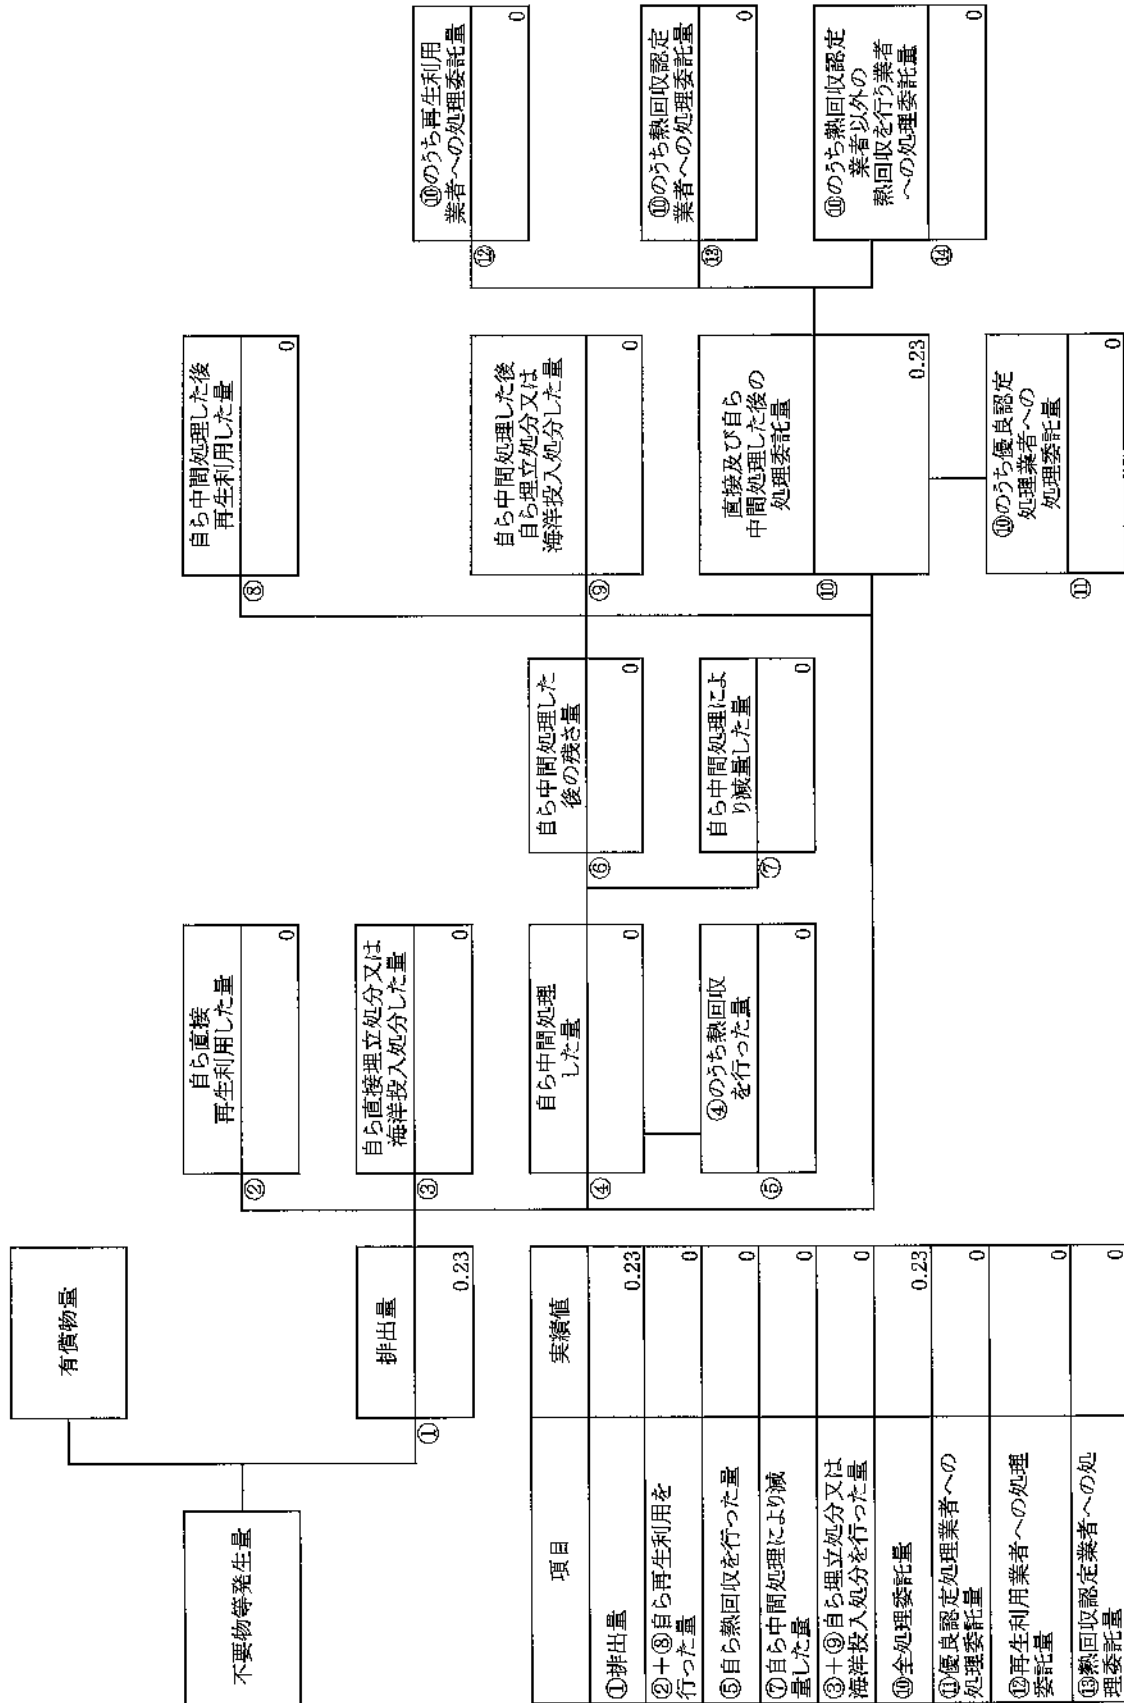 不要物等発生量
有償物量
①
排出量
0.23
②
自ら直接
再生利用した量
0
③
自ら直接埋立処分又は
海洋投入処分した量
0
④
自ら中間処理
した量
0
⑤
④のうち熱回収
を行った量
0
⑥
自ら中間処理した
後の残さ量
0
⑦
自ら中間処理によ
り減量した量
0
⑧
自ら中間処理した後
再生利用した量
0
⑨
自ら中間処理した後
自ら埋立処分又は
海洋投入処分した量
0
⑩
直接及び自ら
中間処理した後の
処理委託量
0.23
⑪
⑩のうち優良認定
処理業者への
処理委託量
0
⑫
⑩のうち再生利用
業者への処理委託量
0
⑬
⑩のうち熱回収認定
業者への処理委託量
0
⑭
⑩のうち熱回収認定
業者以外の
熱回収を行う業者
への処理委託量
0
項目 実績値
①排出量 0.23
②+⑧自ら再生利用を
行った量 0
⑤自ら熱回収を行った量 0
⑦自ら中間処理により減
量した量 0
③+⑨自ら埋立処分又は
海洋投入処分を行った量 0
⑩全処理委託量 0.23
⑪優良認定処理業者への
処理委託量 0
⑫再生利用業者への処理
委託量 0
⑬熱回収認定業者への処
理委託量 0